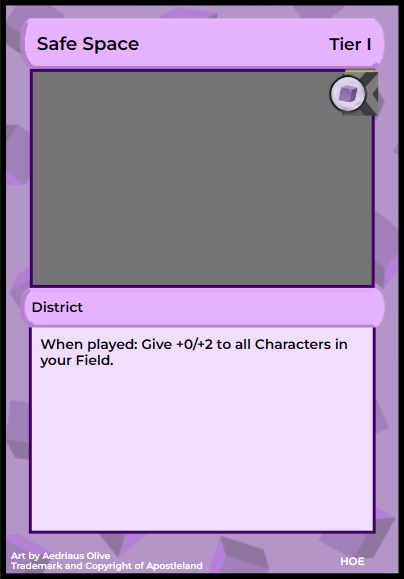 Safe Space
Tier I
District
When played: Give +0/+2 to all Characters in
your Field.
Art by Aedriaus Olive
Trademark and Copyright of Apostleland
HOE